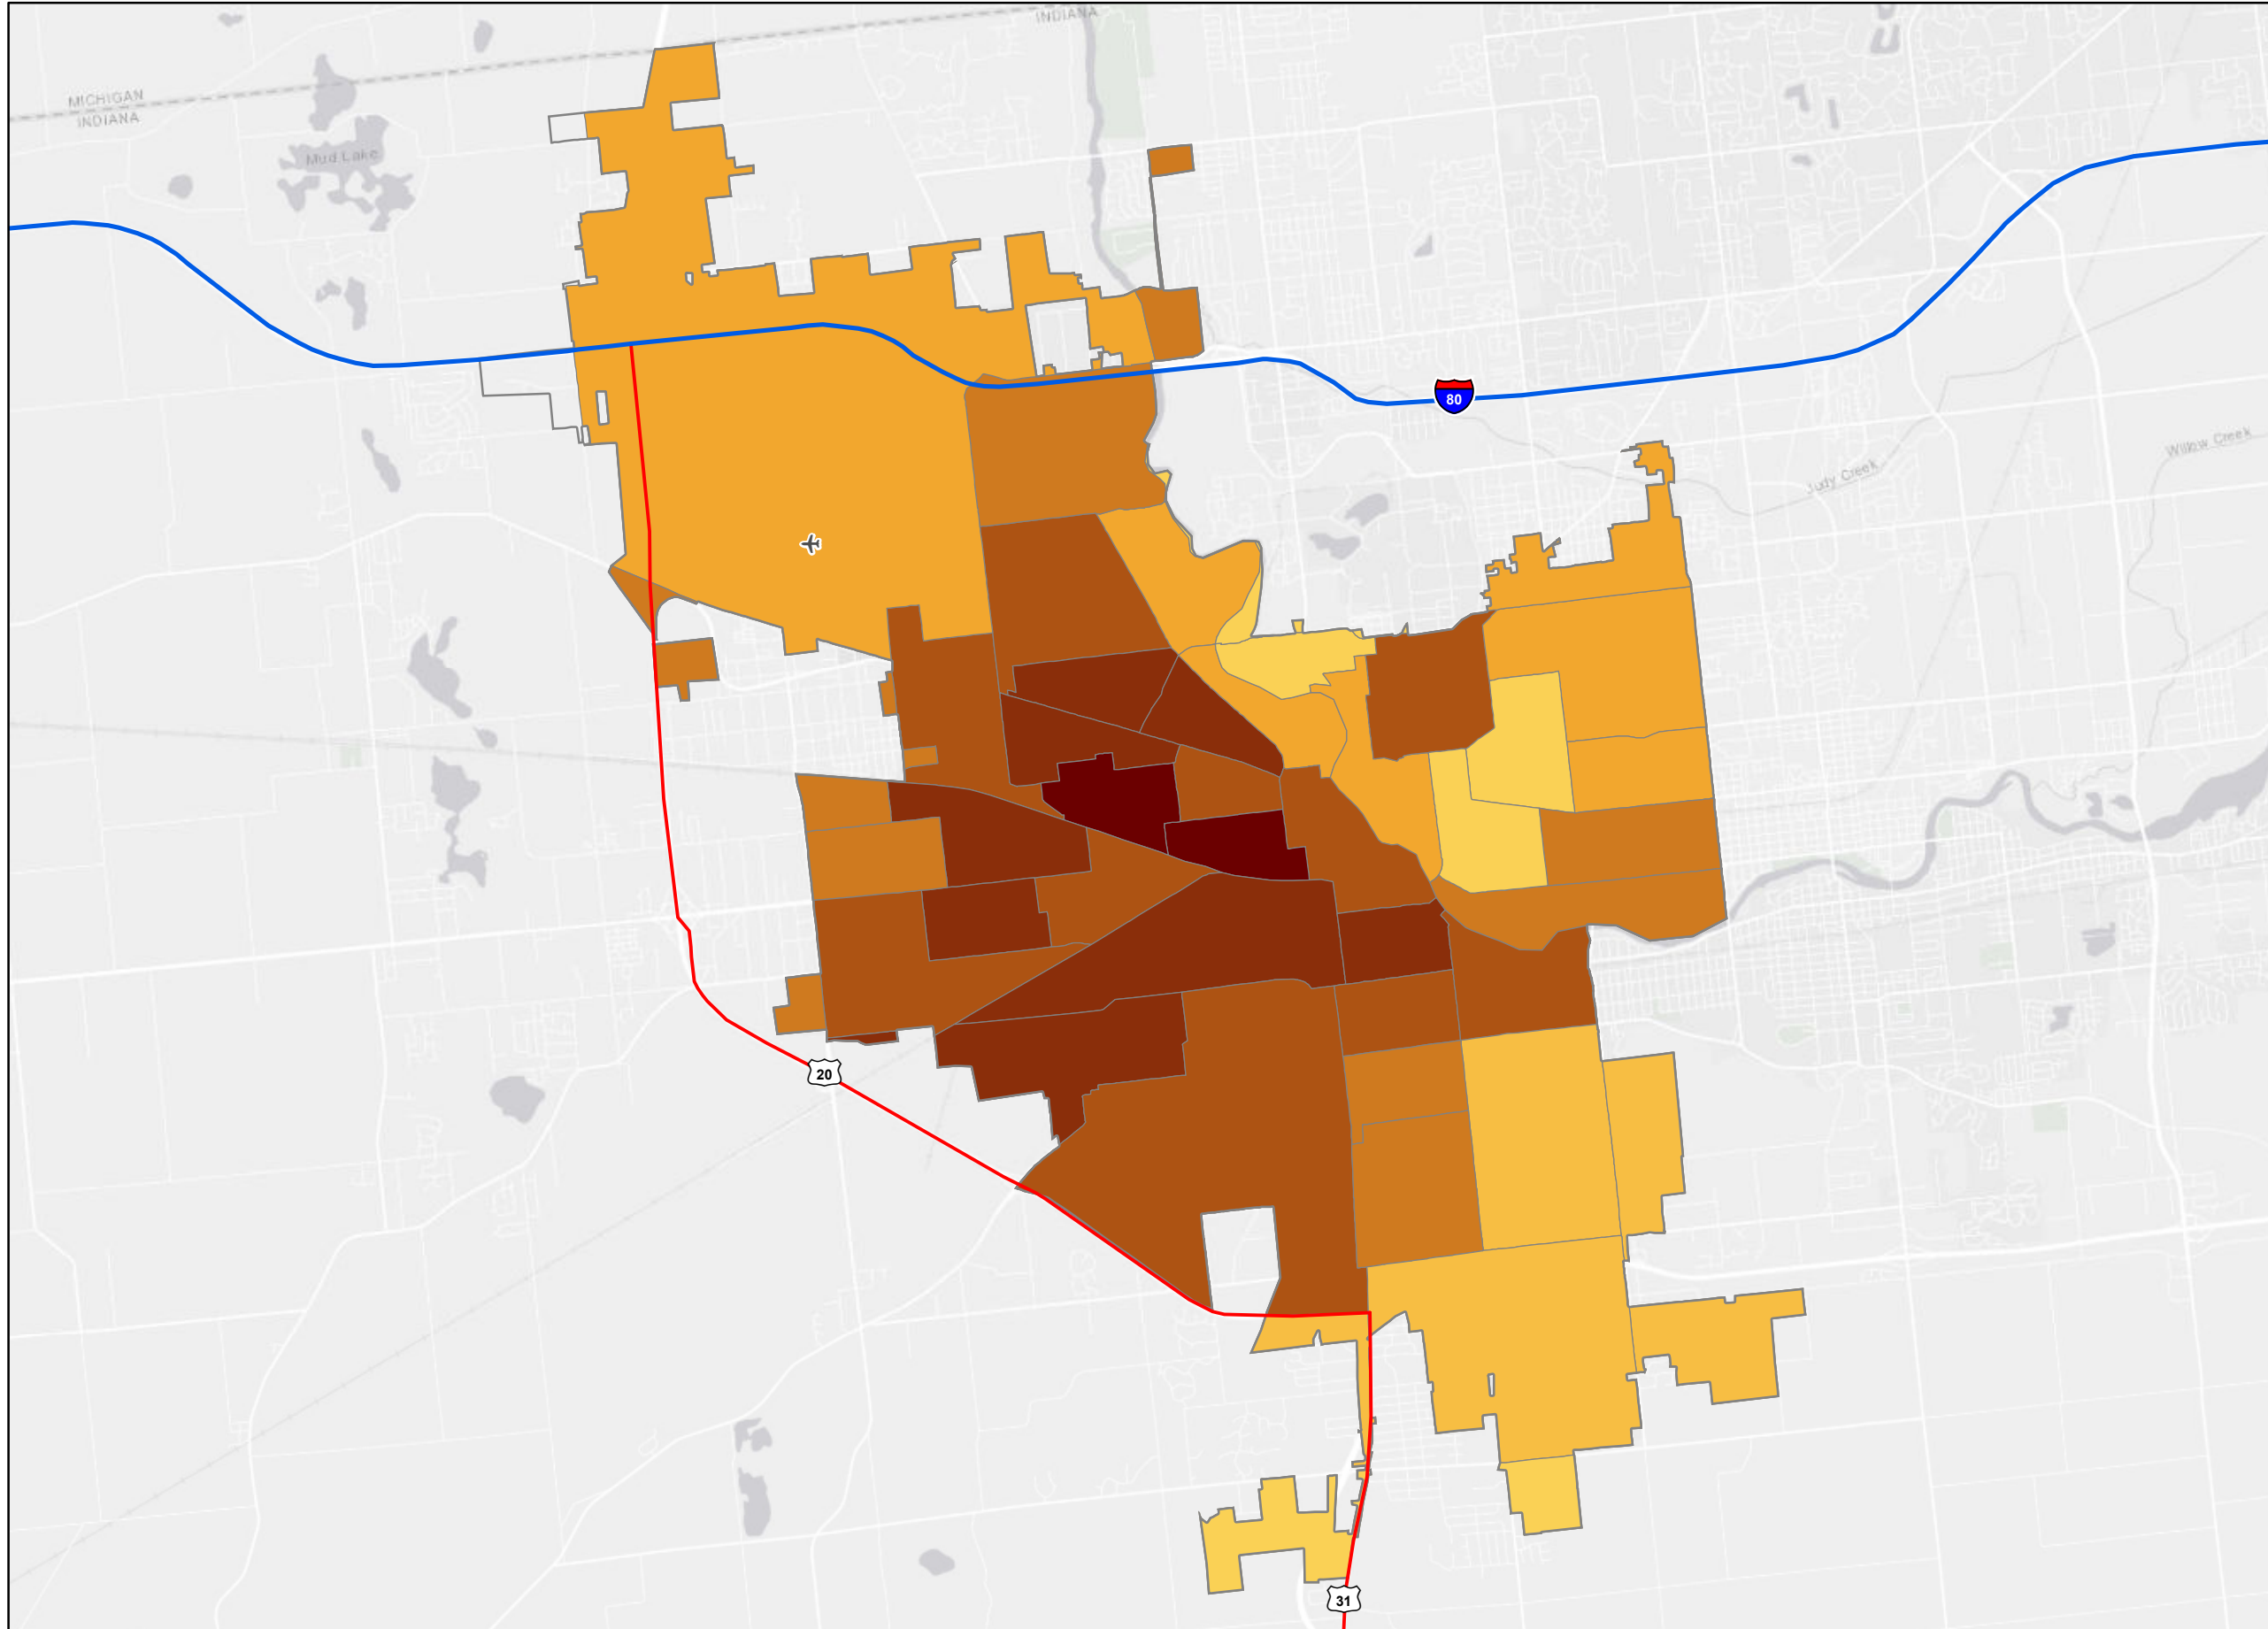 INDIANA
MICHIGAN
INDIANA
Mud Lake
80
Willow Creek
Judy Creek
20
31